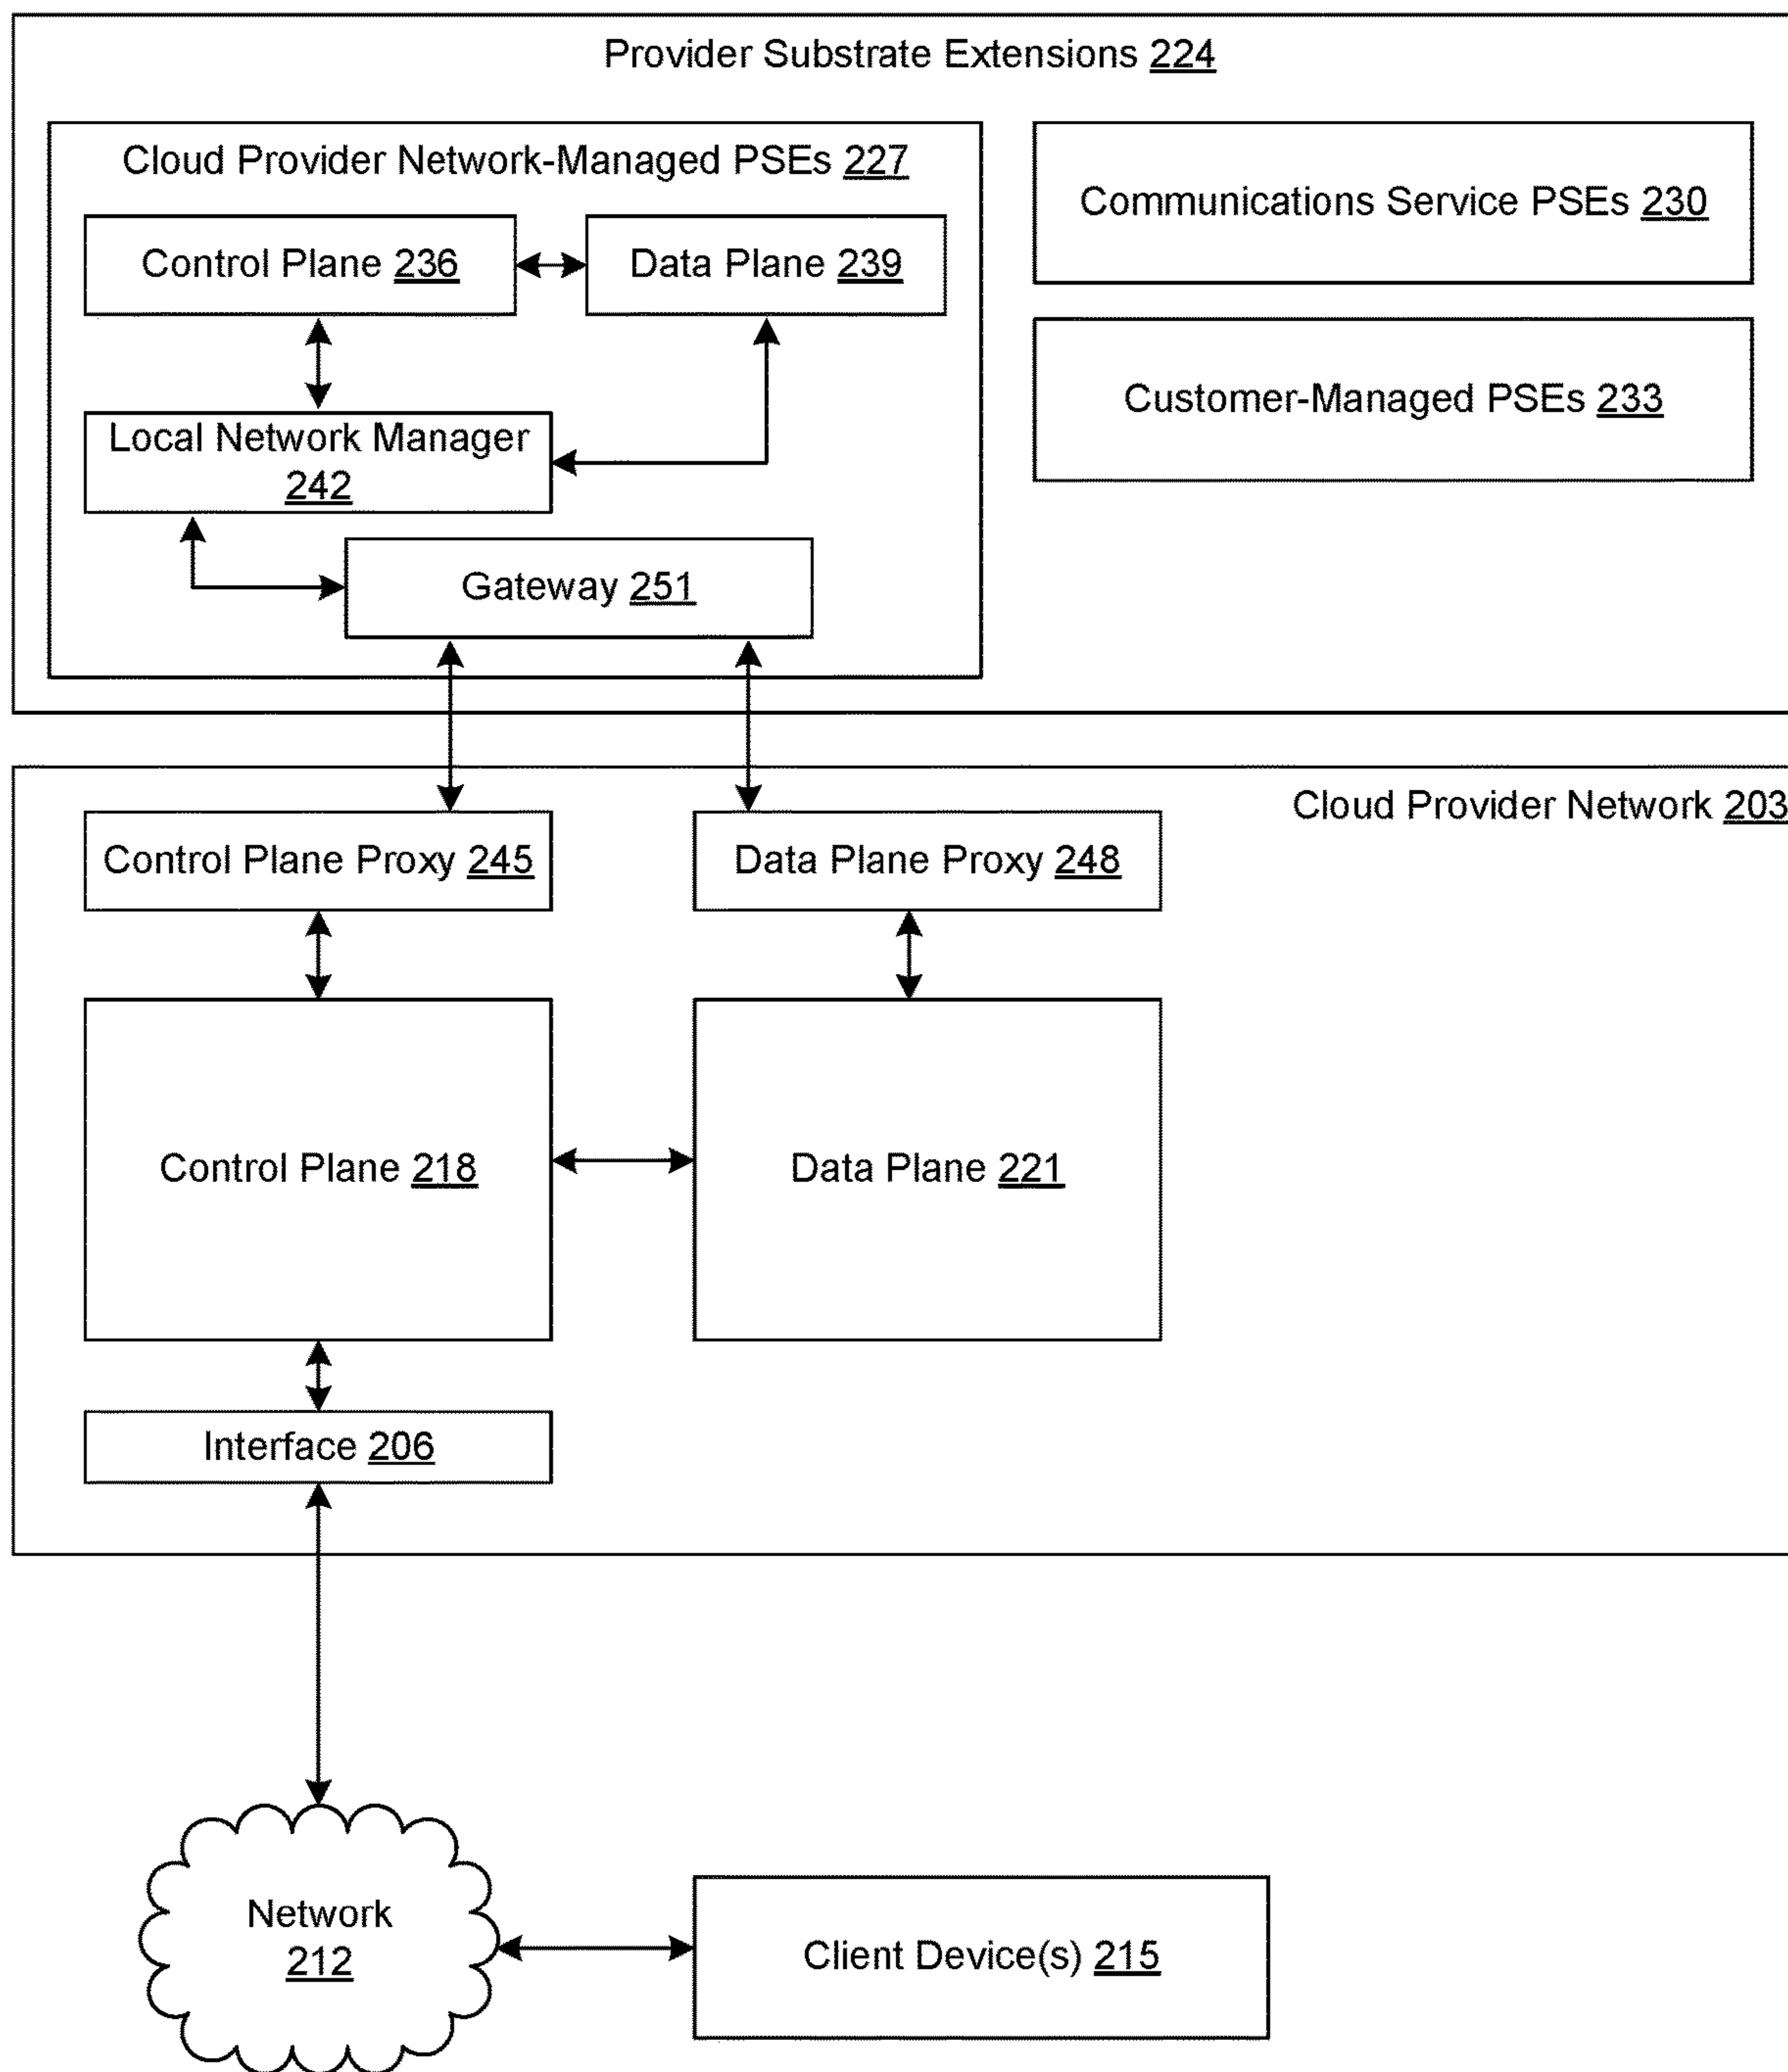 Provider Substrate Extensions 224
Cloud Provider Network-Managed PSEs 227
Control Plane 236
Data Plane 239
Local Network Manager
242
Gateway 251
Communications Service PSEs 230
Customer-Managed PSEs 233
Cloud Provider Network 203
Control Plane Proxy 245
Data Plane Proxy 248
Control Plane 218
Data Plane 221
Interface 206
Network
212
Client Device(s) 215